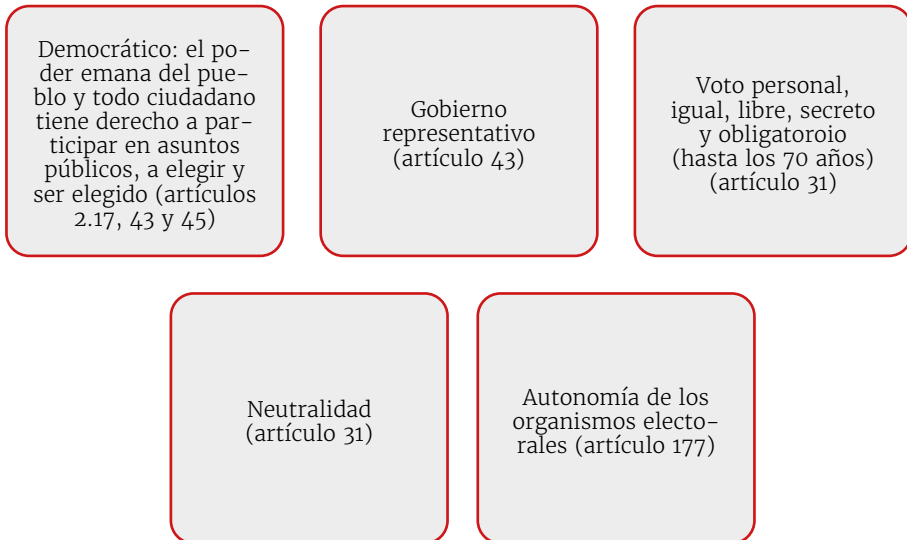 Democrático: el po-
der emana del pue-
blo y todo ciudadano
tiene derecho a par-
ticipar en asuntos
públicos, a elegir y
ser elegido (artículos
2.17, 43 y 45)
Gobierno
representativo
(artículo 43)
Voto personal,
igual, libre, secreto
y obligatoroio
(hasta los 70 años)
(artículo 31)
Neutralidad
(artículo 31)
Autonomía de los
organismos electo-
rales (artículo 177)